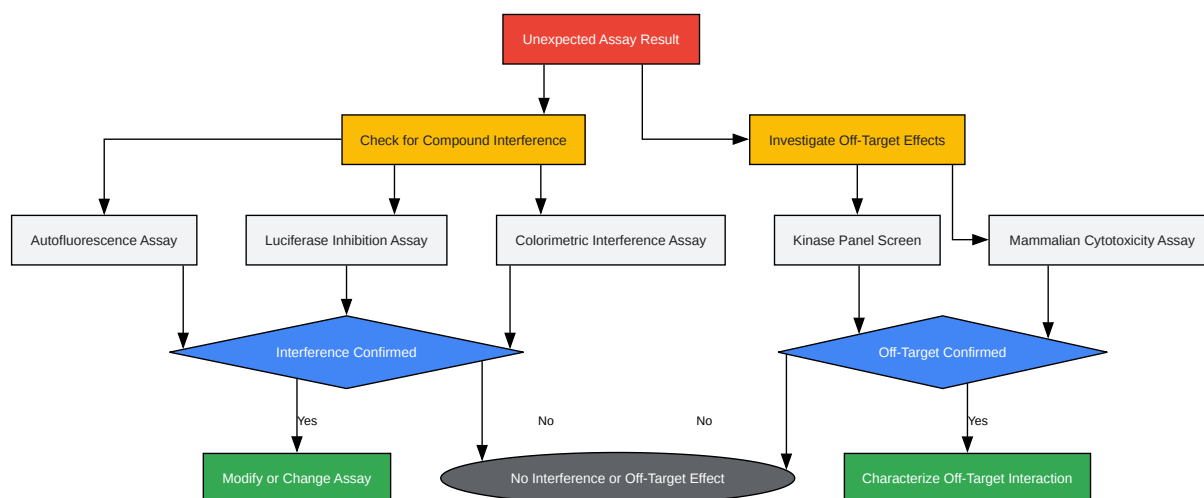 Unexpected Assay Result
Check for Compound Interference
Investigate Off-Target Effects
Autofluorescence Assay
Luciferase Inhibition Assay
Colorimetric Interference Assay
Kinase Panel Screen
Mammalian Cytotoxicity Assay
Interference Confirmed
Off-Target Confirmed
Yes
No
No
Yes
Modify or Change Assay
No Interference or Off-Target Effect
Characterize Off-Target Interaction